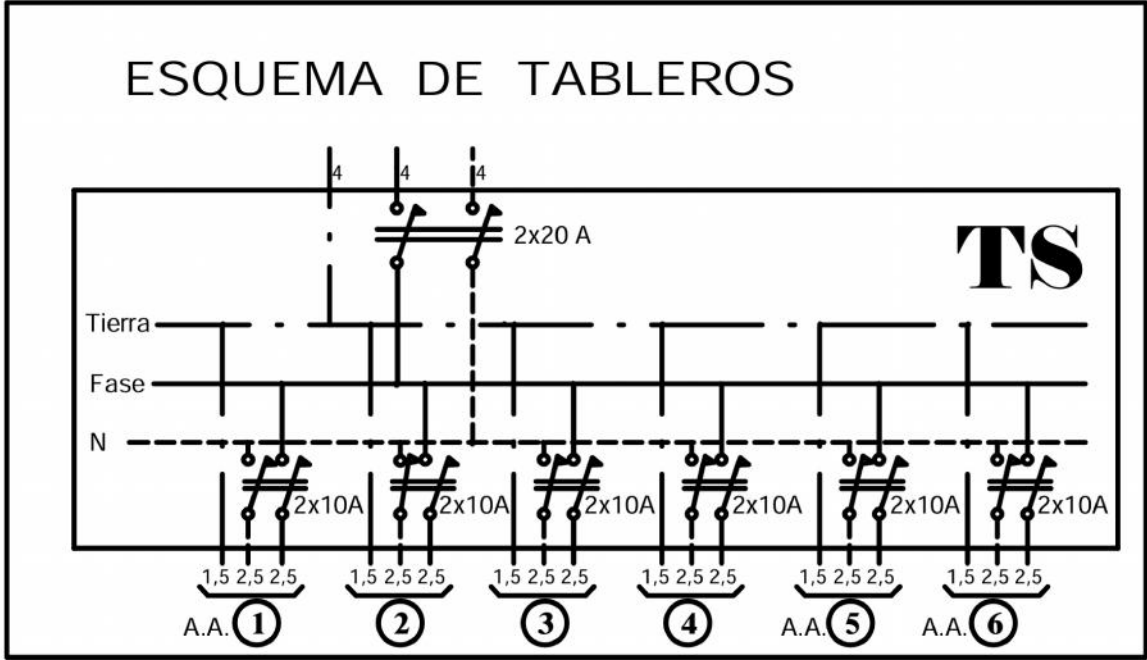 ESQUEMA DE TABLEROS
4 4 4
2x20 A
TS
Tierra
Fase
N
2x10A 2x10A 2x10A 2x10A 2x10A 2x10A
1,5 2,5 2,5 1,5 2,5 2,5 1,5 2,5 2,5 1,5 2,5 2,5 1,5 2,5 2,5 1,5 2,5 2,5
A.A. 1 2 3 4 A.A. 5 A.A. 6